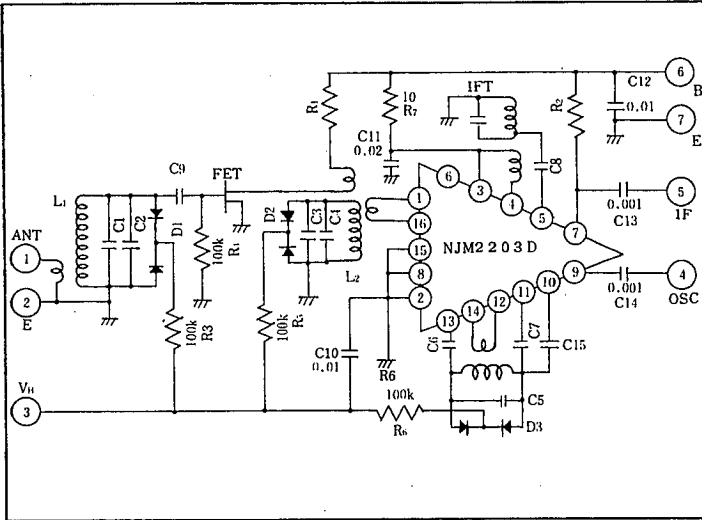 ANT
1
2
E
VH
3
L1
C1
C2
D1
C9
100k
R3
100k
R1
FET
R1
D2
C3
C4
L2
100k
R5
C10
0.01
R6
100k
R6
10
R7
C11
0.02
IFT
C8
R2
C12
0.01
6
B
7
E
5
IF
0.001
C13
4
OSC
0.001
C14
1
16
15
8
2
6
3
4
5
7
9
10
11
12
14
13
NJM2203D
C6
C7
C15
C5
D3